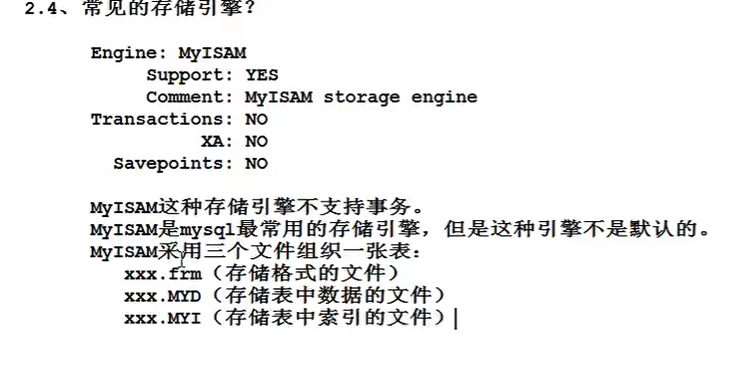 2.4、常见的存储引擎？
Engine: MyISAM
Support: YES
Comment: MyISAM storage engine
Transactions: NO
XA: NO
Savepoints: NO
MyISAM这种存储引擎不支持事务。
MyISAM是mysql最常用的存储引擎，但是这种引擎不是默认的。
MyISAM采用三个文件组织一张表：
xxx.frm（存储格式的文件）
xxx.MYD（存储表中数据的文件）
xxx.MYI（存储表中索引的文件）